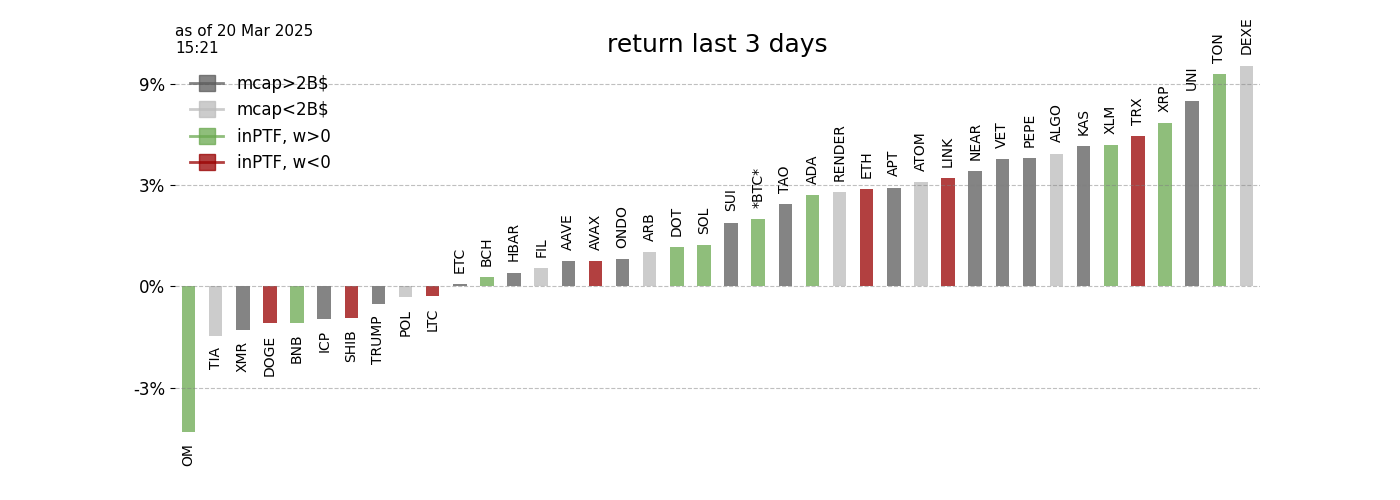 as of 20 Mar 2025
15:21
return last 3 days
mcap>2B$
mcap<2B$
inPTF, w>0
inPTF, w<0
9%
3%
0%
-3%
OM
TIA
XMR
DOGE
BNB
ICP
SHIB
TRUMP
POL
LTC
ETC
BCH
HBAR
FIL
AAVE
AVAX
ONDO
ARB
DOT
SOL
SUI
*BTC*
TAO
ADA
RENDER
ETH
APT
ATOM
LINK
NEAR
VET
PEPE
ALGO
KAS
XLM
TRX
XRP
UNI
TON
DEXE